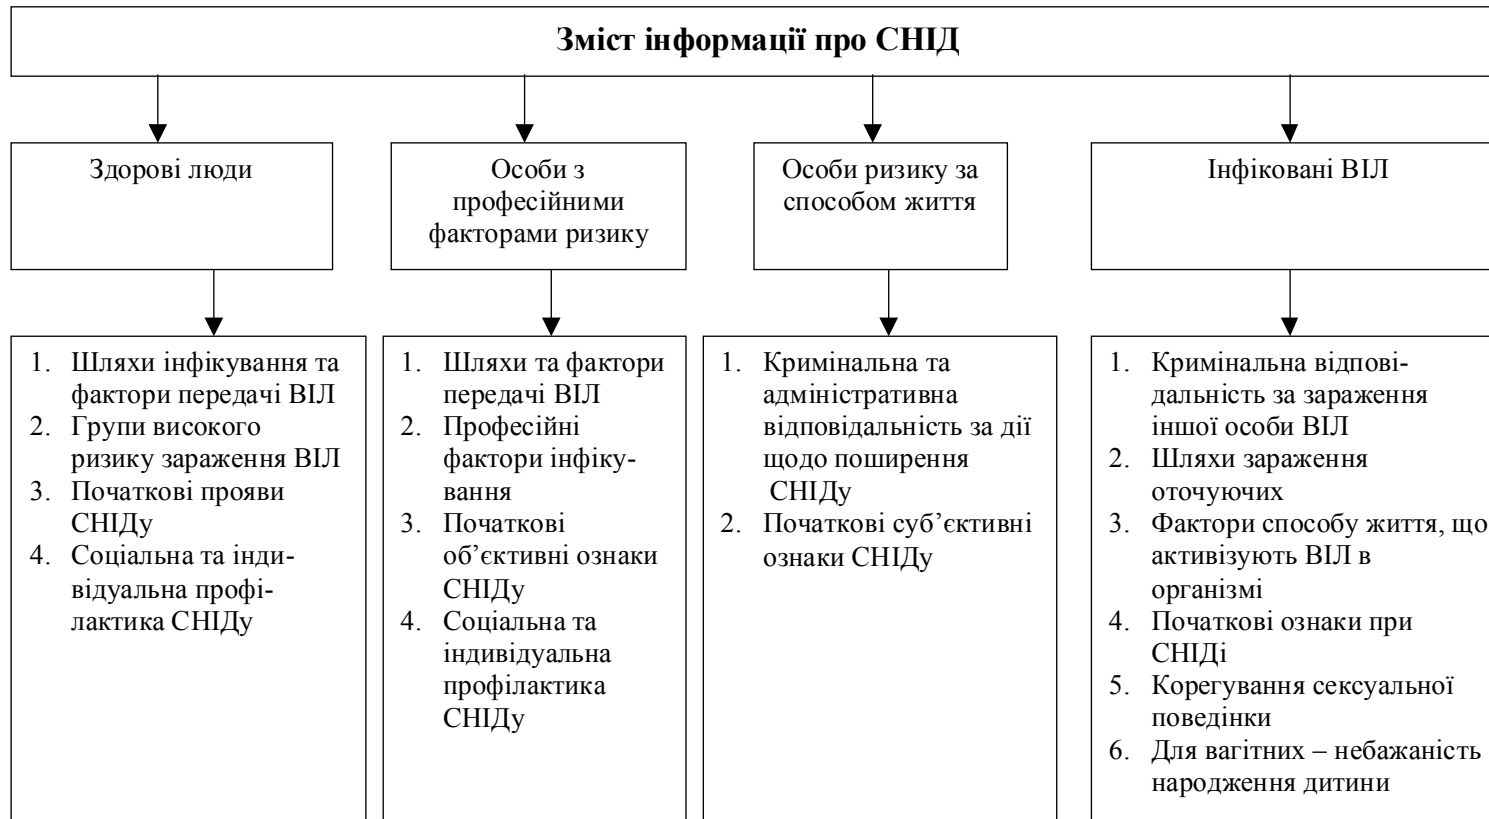 Зміст інформації про СНІД
Здорові люди
Особи з
професійними
факторами ризику
Особи ризику за
способом життя
Інфіковані ВІЛ
1. Шляхи інфікування та
фактори передачі ВІЛ
2. Групи високого
ризику зараження ВІЛ
3. Початкові прояви
СНІДу
4. Соціальна та інди-
відуальна профі-
лактика СНІДу
1. Шляхи та фактори
передачі ВІЛ
2. Професійні
фактори інфіку-
вання
3. Початкові
об’єктивні ознаки
СНІДу
4. Соціальна та
індивідуальна
профілактика
СНІДу
1. Кримінальна та
адміністративна
відповідальність за дії
щодо поширення
СНІДу
2. Початкові суб’єктивні
ознаки СНІДу
1. Кримінальна відпові-
дальність за зараження
іншої особи ВІЛ
2. Шляхи зараження
оточуючих
3. Фактори способу життя, що
активізують ВІЛ в
організмі
4. Початкові ознаки при
СНІДі
5. Корегування сексуальної
поведінки
6. Для вагітних – небажаність
народження дитини